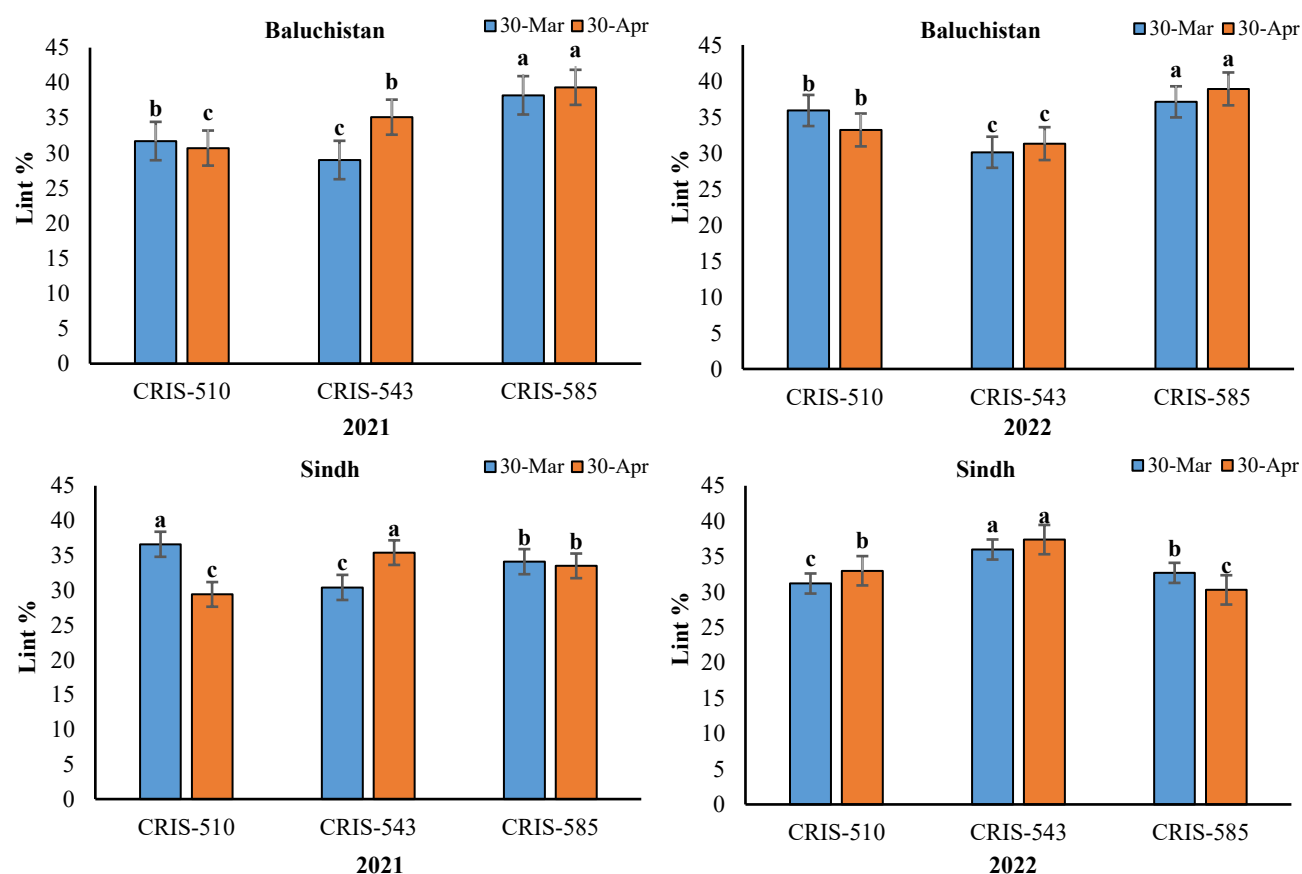 Baluchistan
30-Mar 30-Apr
Lint %
45
40
35
30
25
20
15
10
5
0
b c c b a a
CRIS-510 CRIS-543 CRIS-585
2021
Baluchistan
30-Mar 30-Apr
Lint %
45
40
35
30
25
20
15
10
5
0
b b c c a a
CRIS-510 CRIS-543 CRIS-585
2022
Sindh
30-Mar 30-Apr
Lint %
45
40
35
30
25
20
15
10
5
0
a c c a b b
CRIS-510 CRIS-543 CRIS-585
2021
Sindh
30-Mar 30-Apr
Lint %
45
40
35
30
25
20
15
10
5
0
c b a a b c
CRIS-510 CRIS-543 CRIS-585
2022